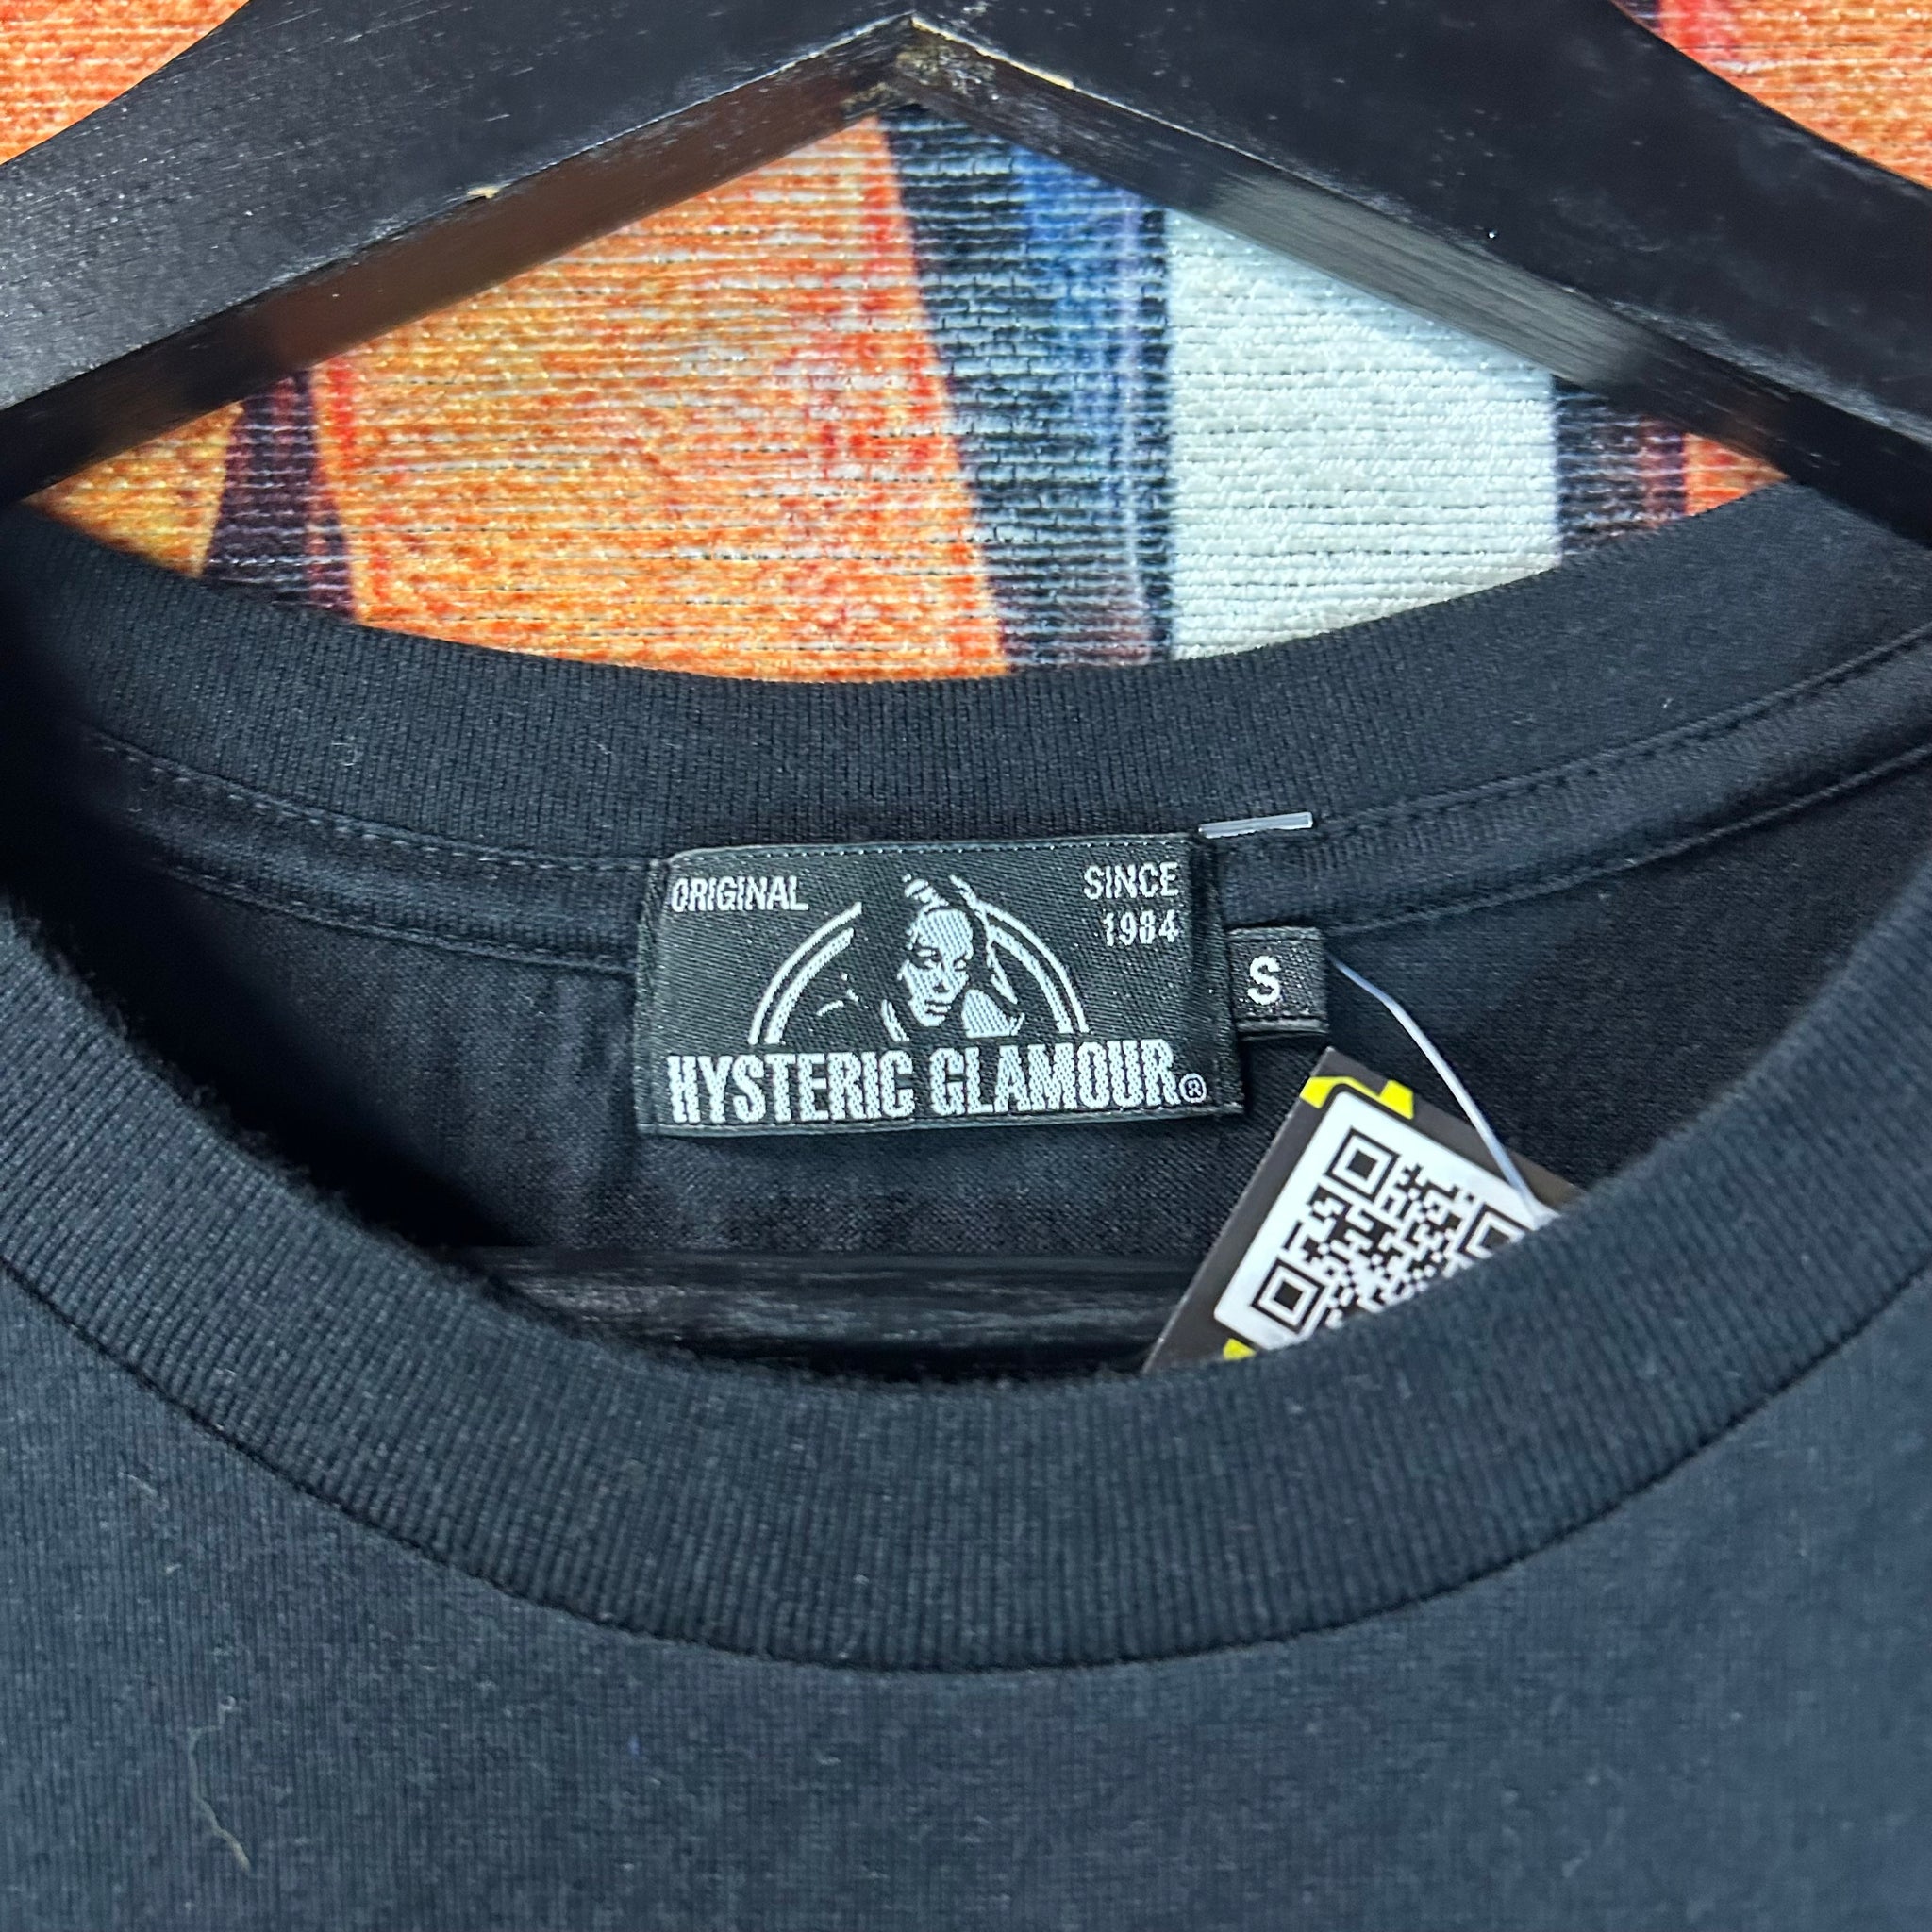 ORIGINAL
SINCE
1984
HYSTERIC GLAMOUR®
S